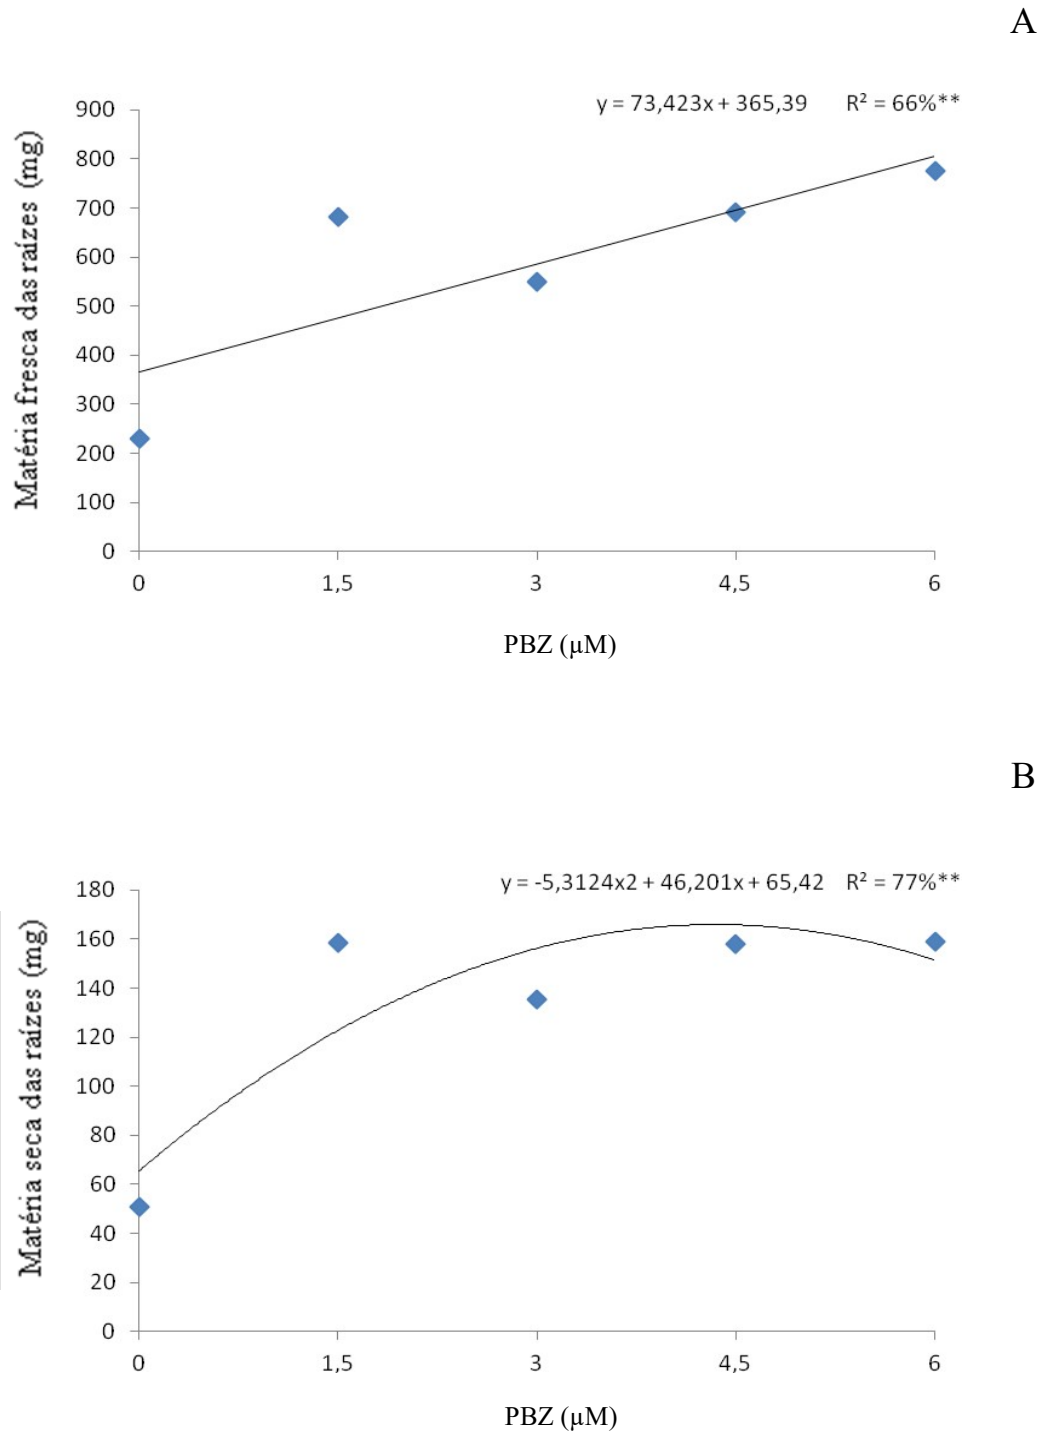 A
y = 73,423x + 365,39 R² = 66%**
Matéria fresca das raízes (mg)
900
800
700
600
500
400
300
200
100
0
0 1,5 3 4,5 6
PBZ (µM)
B
y = -5,3124x2 + 46,201x + 65,42 R² = 77%**
Matéria seca das raízes (mg)
180
160
140
120
100
80
60
40
20
0
0 1,5 3 4,5 6
PBZ (µM)